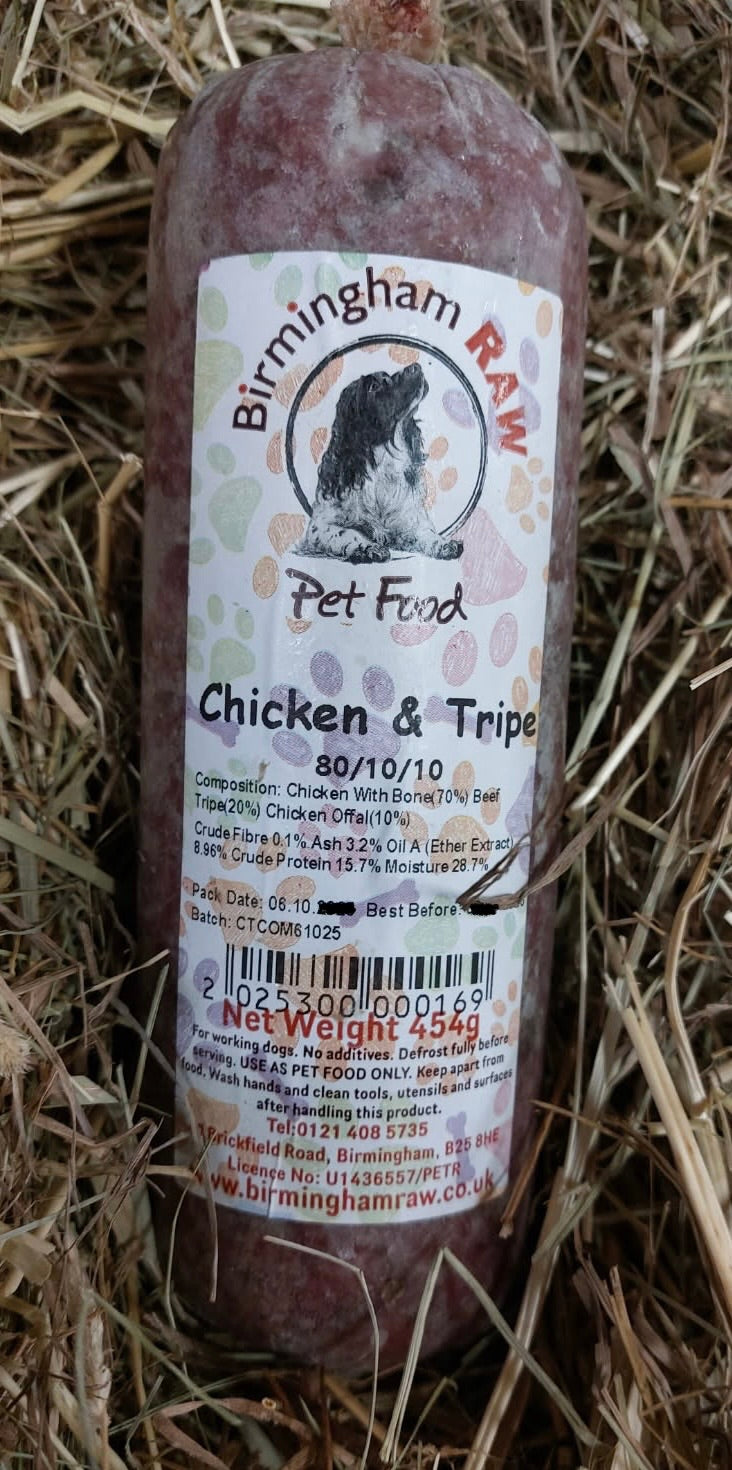 Birmingham RAW
Pet Food
Chicken & Tripe
80/10/10
Composition: Chicken With Bone(70%) Beef
Tripe(20%) Chicken Offal(10%)
Crude Fibre 0.1% Ash 3.2% Oil A (Ether Extract)
8.96% Crude Protein 15.7% Moisture 28.7%
Pack Date: 06.10. Best Before:
Batch: CTCOM61025
2 025300 000169
Net Weight 454g
For working dogs. No additives. Defrost fully before
serving. USE AS PET FOOD ONLY. Keep apart from
food. Wash hands and clean tools, utensils and surfaces
after handling this product.
Tel:0121 408 5735
Brickfield Road, Birmingham, B25 8HE
Licence No: U1436557/PETR
www.birminghamraw.co.uk